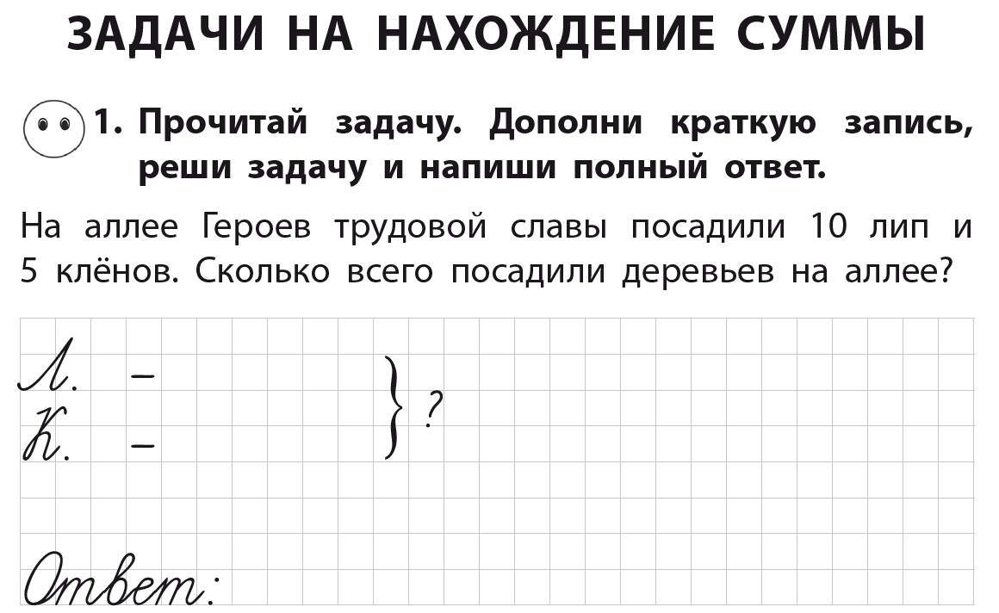 ЗАДАЧИ НА НАХОЖДЕНИЕ СУММЫ
1. Прочитай задачу. Дополни краткую запись,
реши задачу и напиши полный ответ.
На аллее Героев трудовой славы посадили 10 лип и
5 клёнов. Сколько всего посадили деревьев на аллее?
Л. –
} ?
К. –
Ответ: